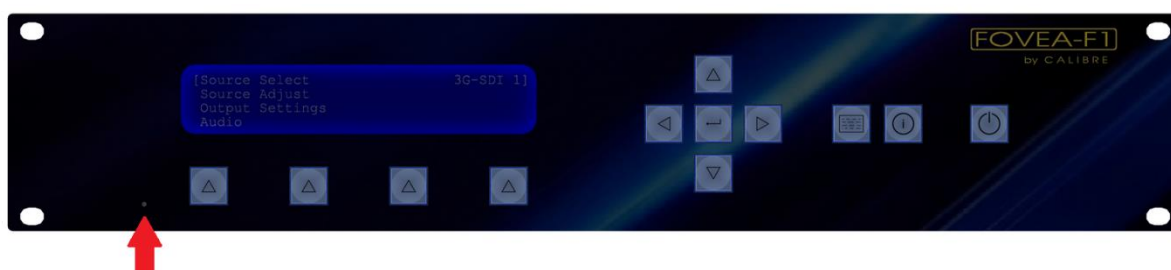 FOVEA-F1
by CALIBRE
[Source Select 3G-SDI 1]
Source Adjust
Output Settings
Audio